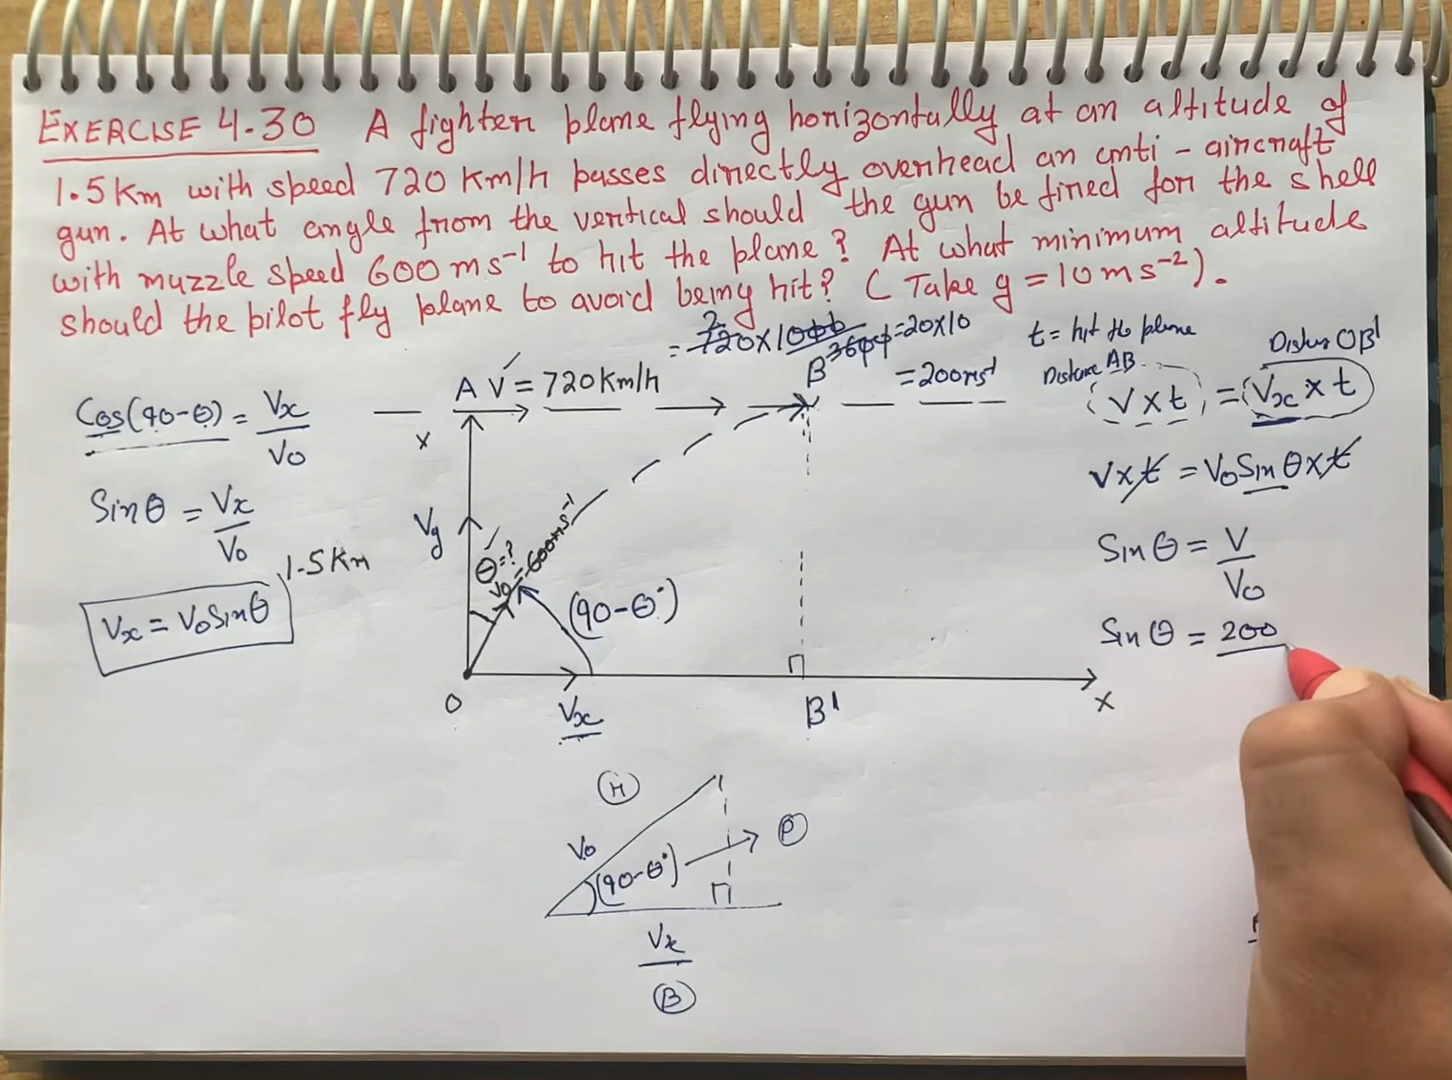 EXERCISE 4.30 A fighter plane flying horizontally at an altitude of
1.5 km with speed 720 km/h passes directly overhead an anti-aircraft
gun. At what angle from the vertical should the gun be fired for the shell
with muzzle speed 600 ms⁻¹ to hit the plane? At what minimum altitude
should the pilot fly plane to avoid being hit? (Take g = 10 ms⁻²).
= 720 × 1000 / 3600 = 20×10
2
= 200ms⁻¹
t = hit the plane
Distance AB
Distance OB'
V × t = Vx × t
V × t = V0 Sin θ × t
Sin θ = V / V0
Sin θ = 200
Cos(90-θ) = Vx / V0
Sin θ = Vx / V0
Vx = V0 Sin θ
1.5 Km
A V = 720 Km/h
B
x
Vy
θ = ?
V0 = 600ms⁻¹
(90-θ°)
O
Vx
B'
x
H
V0
(90-θ°)
P
Vx
B